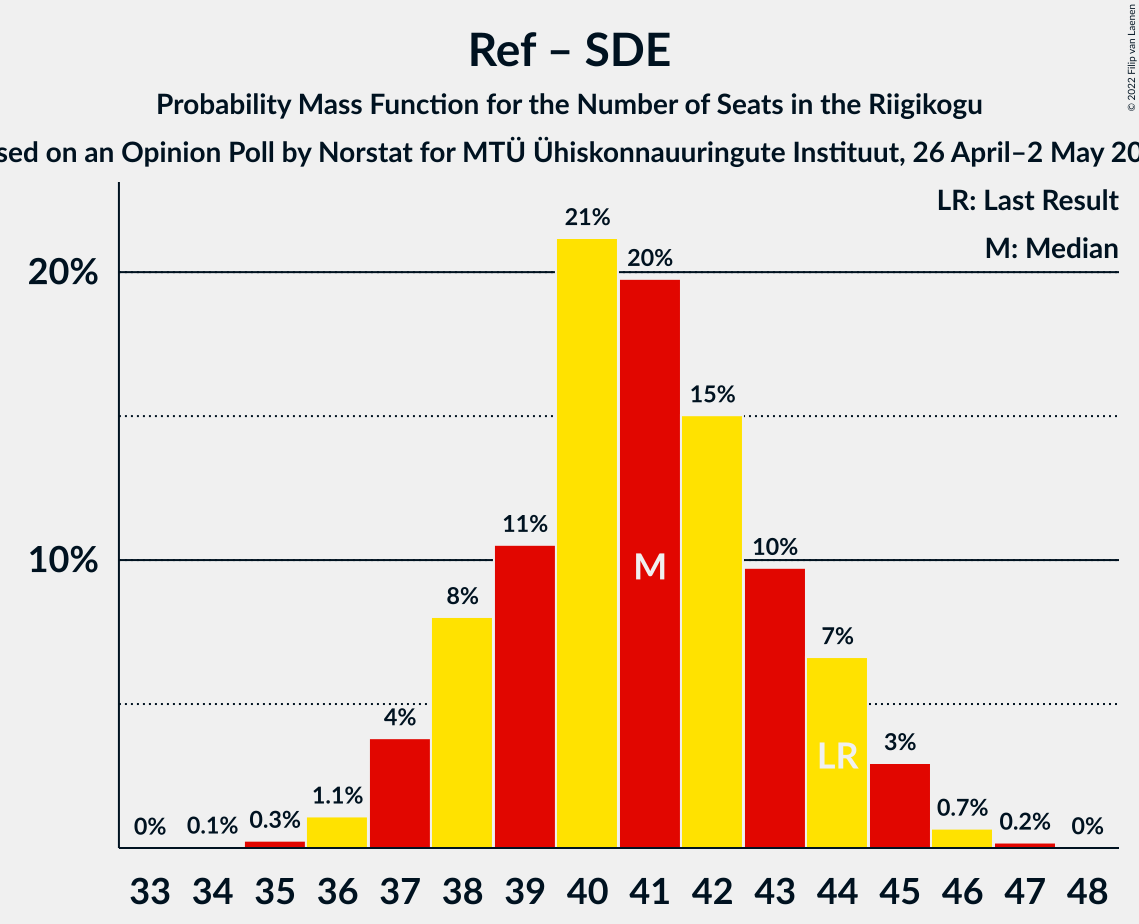 Ref – SDE
Probability Mass Function for the Number of Seats in the Riigikogu
sed on an Opinion Poll by Norstat for MTÜ Ühiskonnauuringute Instituut, 26 April–2 May 20
© 2022 Filip van Laenen
LR: Last Result
M: Median
20%
10%
0%
0.1%
0.3%
1.1%
4%
8%
11%
21%
20%
15%
10%
7%
3%
0.7%
0.2%
0%
M
LR
33 34 35 36 37 38 39 40 41 42 43 44 45 46 47 48